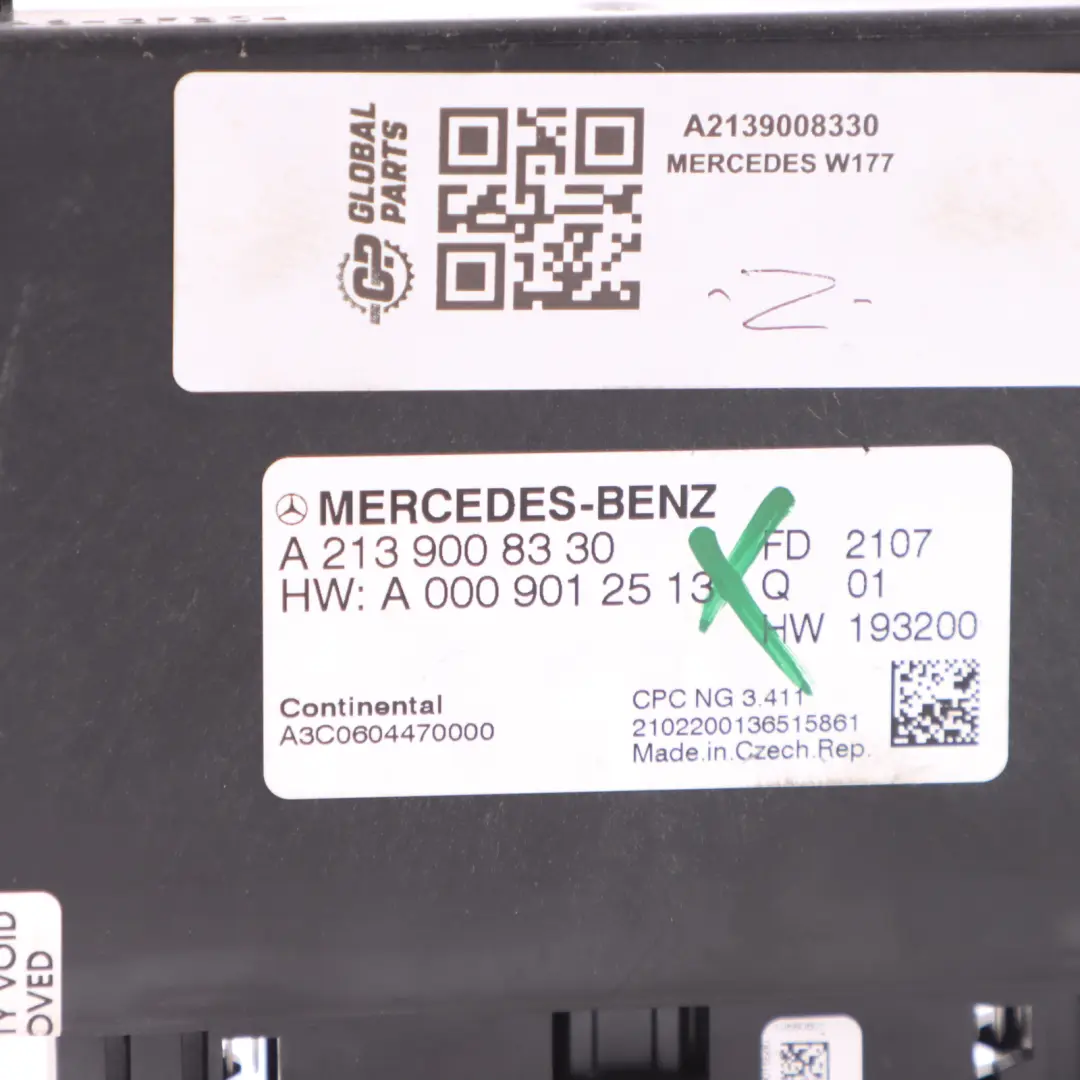 GLOBAL
PARTS
A2139008330
MERCEDES W177
-Z-
MERCEDES-BENZ
A 213 900 83 30
HW: A 000 901 25 13
FD 2107
Q 01
HW 193200
Continental
A3C0604470000
CPC NG 3.411
2102200136515861
Made.in.Czech.Rep.
TY VOID
OVED